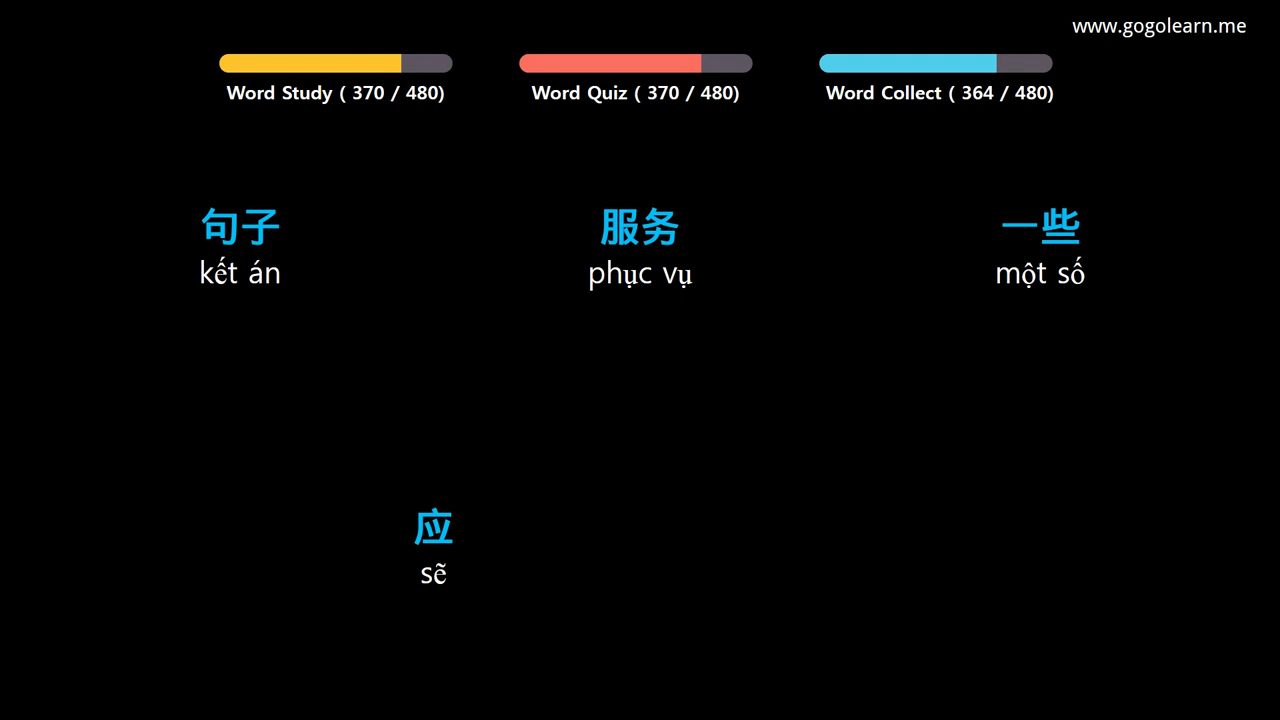 www.gogolearn.me
Word Study ( 370 / 480)
Word Quiz ( 370 / 480)
Word Collect ( 364 / 480)
句子
kết án
服务
phục vụ
一些
một số
应
sẽ